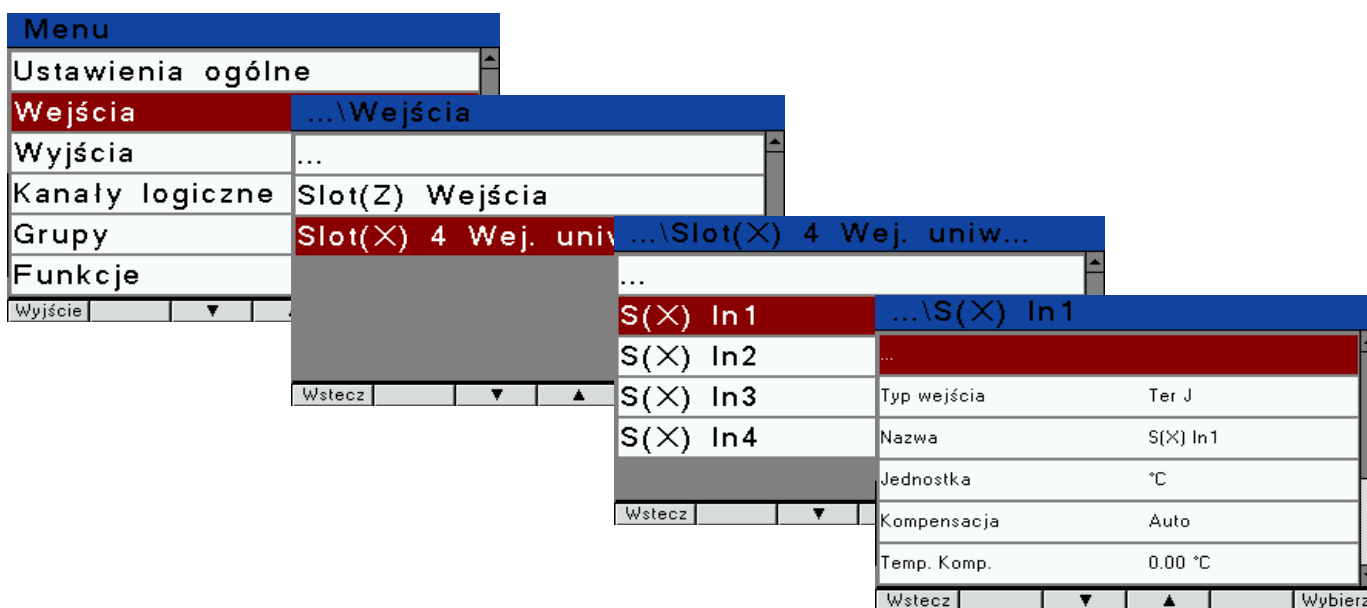 Menu
Ustawienia ogólne
Wejścia
Wyjścia
Kanały logiczne
Grupy
Funkcje
Wyjście ▼
...\Wejścia
...
Slot(Z) Wejścia
Slot(X) 4 Wej. uniw
Wstecz ▼ ▲
...\Slot(X) 4 Wej. uniw...
...
S(X) In1
S(X) In2
S(X) In3
S(X) In4
Wstecz ▼
...\S(X) In1
...
Typ wejścia Ter J
Nazwa S(X) In1
Jednostka °C
Kompensacja Auto
Temp. Komp. 0.00 °C
Wstecz ▼ ▲ Wybierz